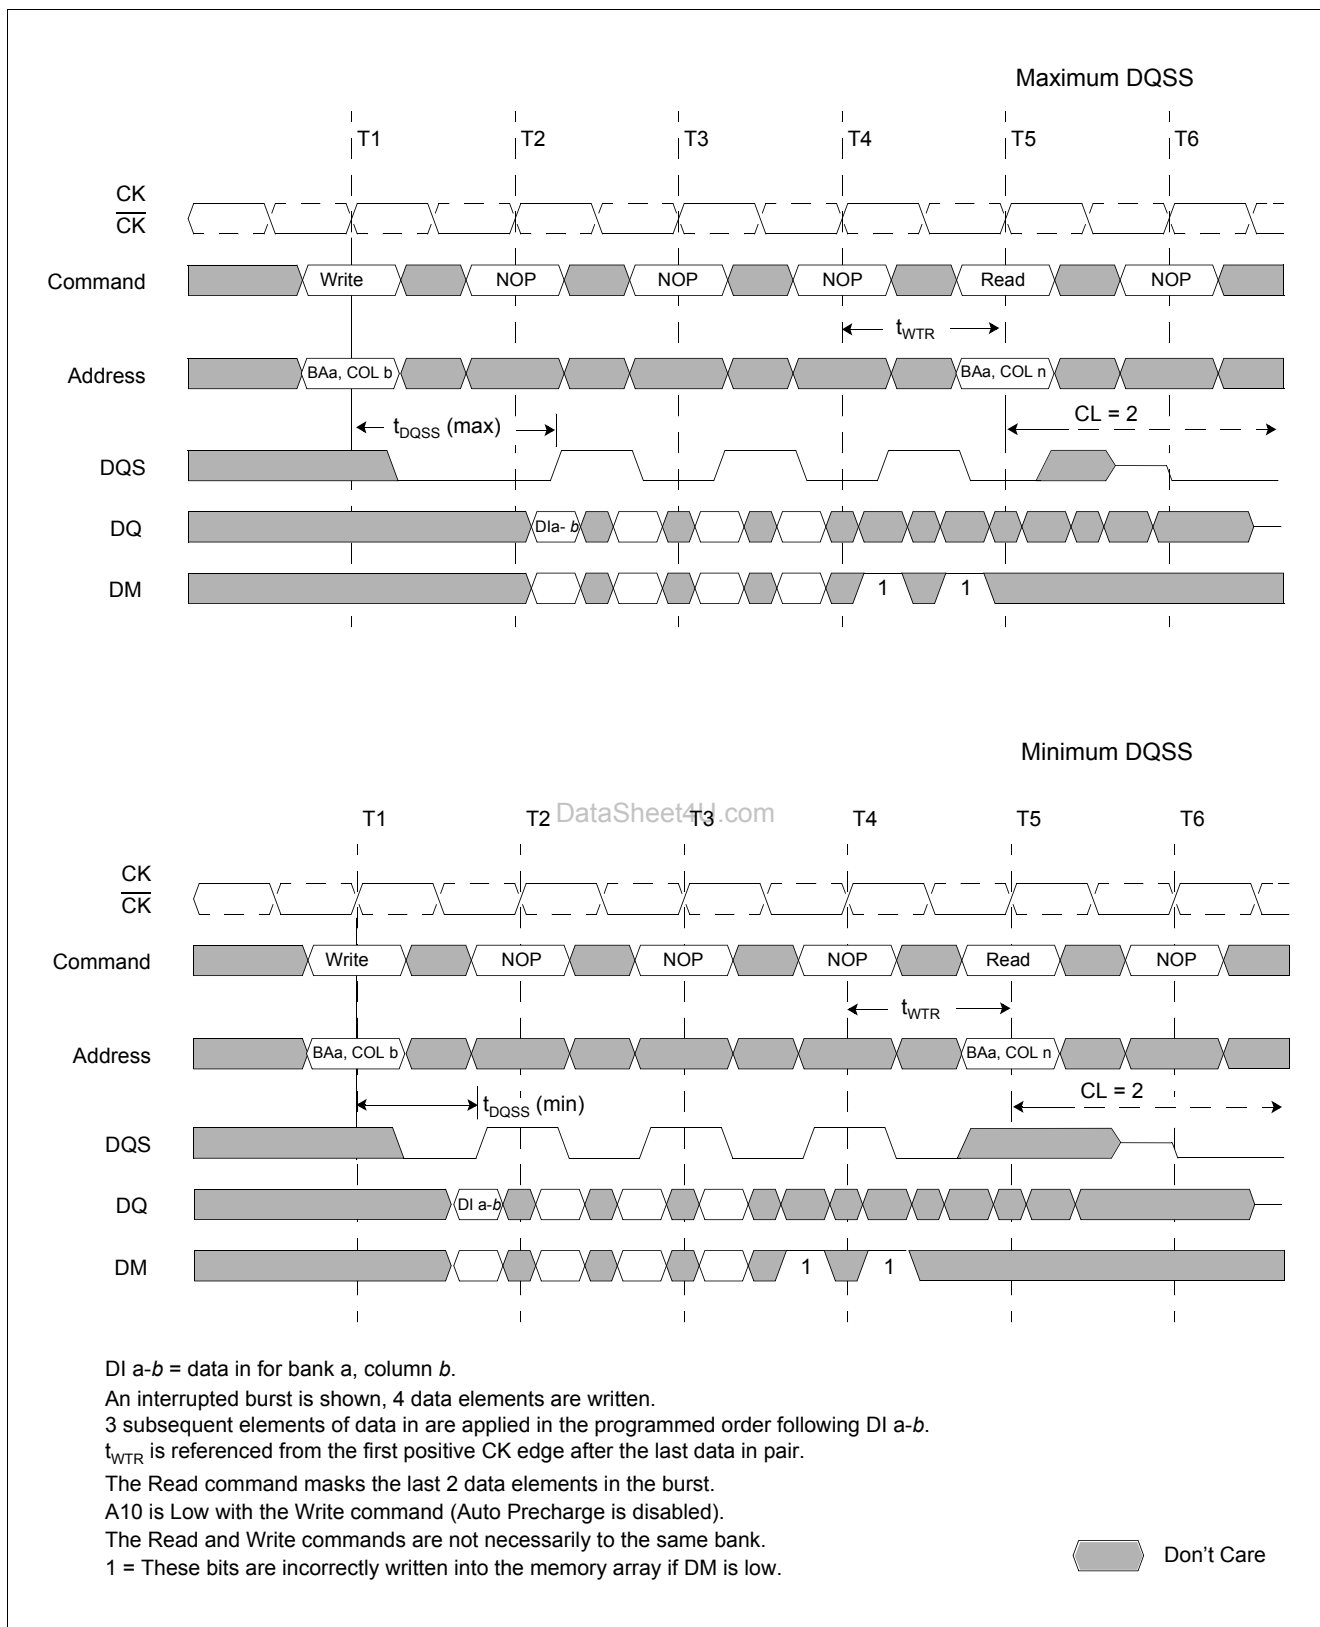 Maximum DQSS
T1 T2 T3 T4 T5 T6
CK
CK
Command Write NOP NOP NOP Read NOP
tWTR
Address BAa, COL b BAa, COL n
tDQSS (max) CL = 2
DQS
DQ DIa- b
DM 1 1
Minimum DQSS
DataSheet4U.com
T1 T2 T3 T4 T5 T6
CK
CK
Command Write NOP NOP NOP Read NOP
tWTR
Address BAa, COL b BAa, COL n
tDQSS (min) CL = 2
DQS
DQ DI a-b
DM 1 1
DI a-b = data in for bank a, column b.
An interrupted burst is shown, 4 data elements are written.
3 subsequent elements of data in are applied in the programmed order following DI a-b.
tWTR is referenced from the first positive CK edge after the last data in pair.
The Read command masks the last 2 data elements in the burst.
A10 is Low with the Write command (Auto Precharge is disabled).
The Read and Write commands are not necessarily to the same bank.
1 = These bits are incorrectly written into the memory array if DM is low.
Don't Care